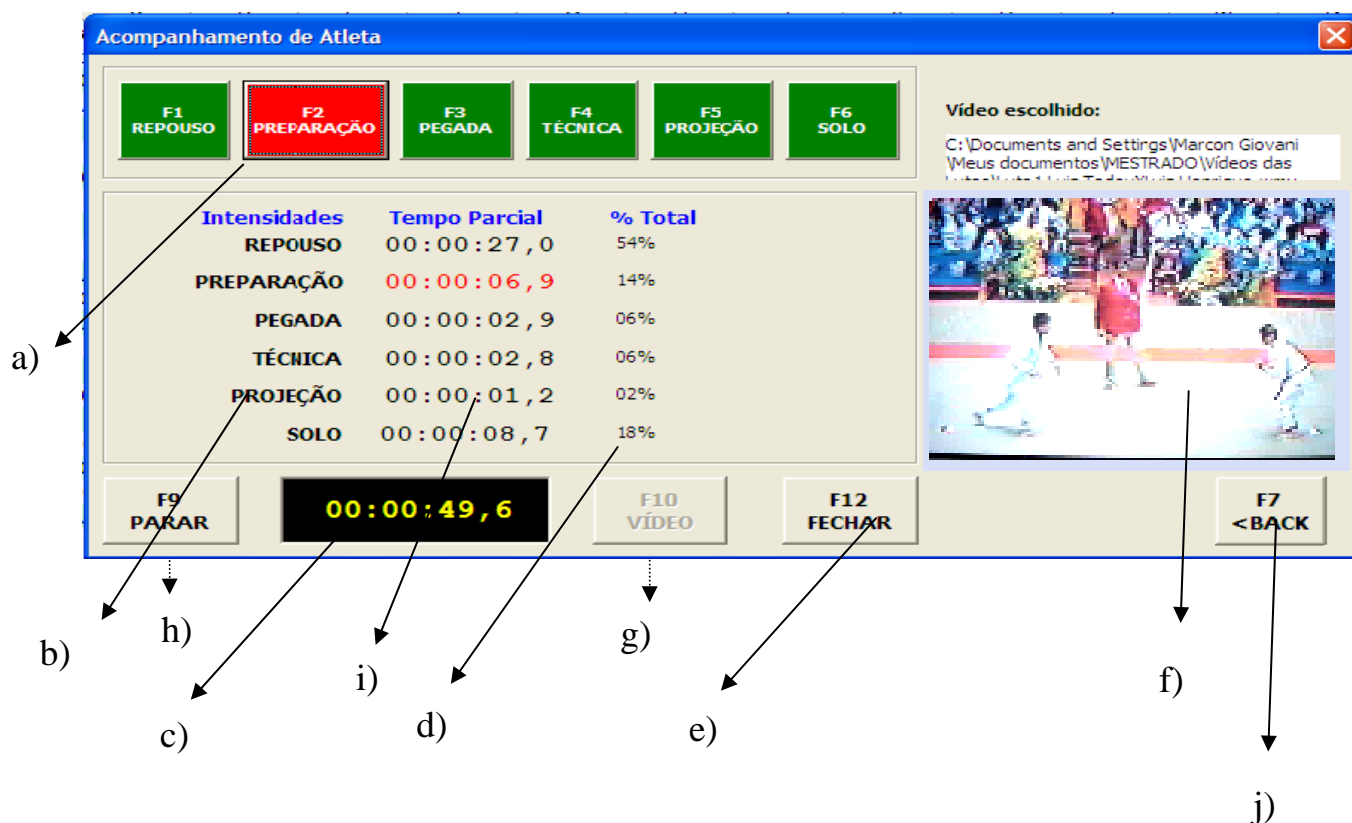 Acompanhamento de Atleta
F1
REPOUSO
F2
PREPARAÇÃO
F3
PEGADA
F4
TÉCNICA
F5
PROJEÇÃO
F6
SOLO
Vídeo escolhido:
C:\Documents and Settings\Marcon Giovani
\Meus documentos\MESTRADO\Vídeos das
Intensidades Tempo Parcial % Total
REPOUSO 00:00:27,0 54%
PREPARAÇÃO 00:00:06,9 14%
PEGADA 00:00:02,9 06%
TÉCNICA 00:00:02,8 06%
PROJEÇÃO 00:00:01,2 02%
SOLO 00:00:08,7 18%
F9
PARAR
00:00:49,6
F10
VÍDEO
F12
FECHAR
F7
<BACK
a)
b)
h)
i)
g)
f)
c)
d)
e)
j)